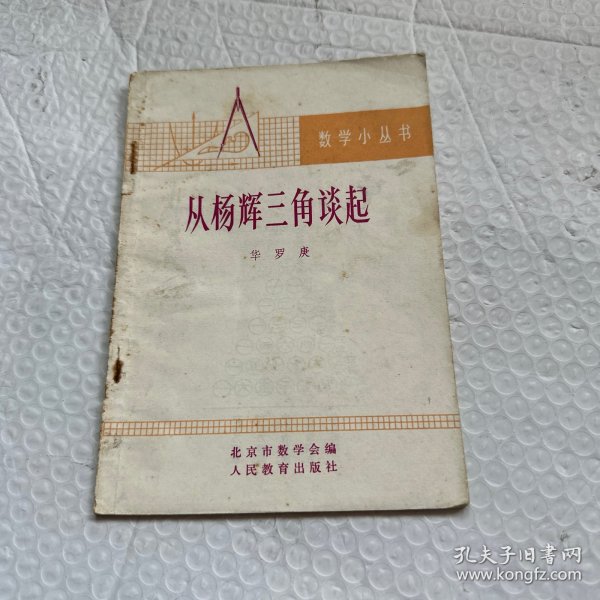 数学小丛书
从杨辉三角谈起
华罗庚
北京市数学会编
人民教育出版社
孔夫子旧书网
www.kongfz.com